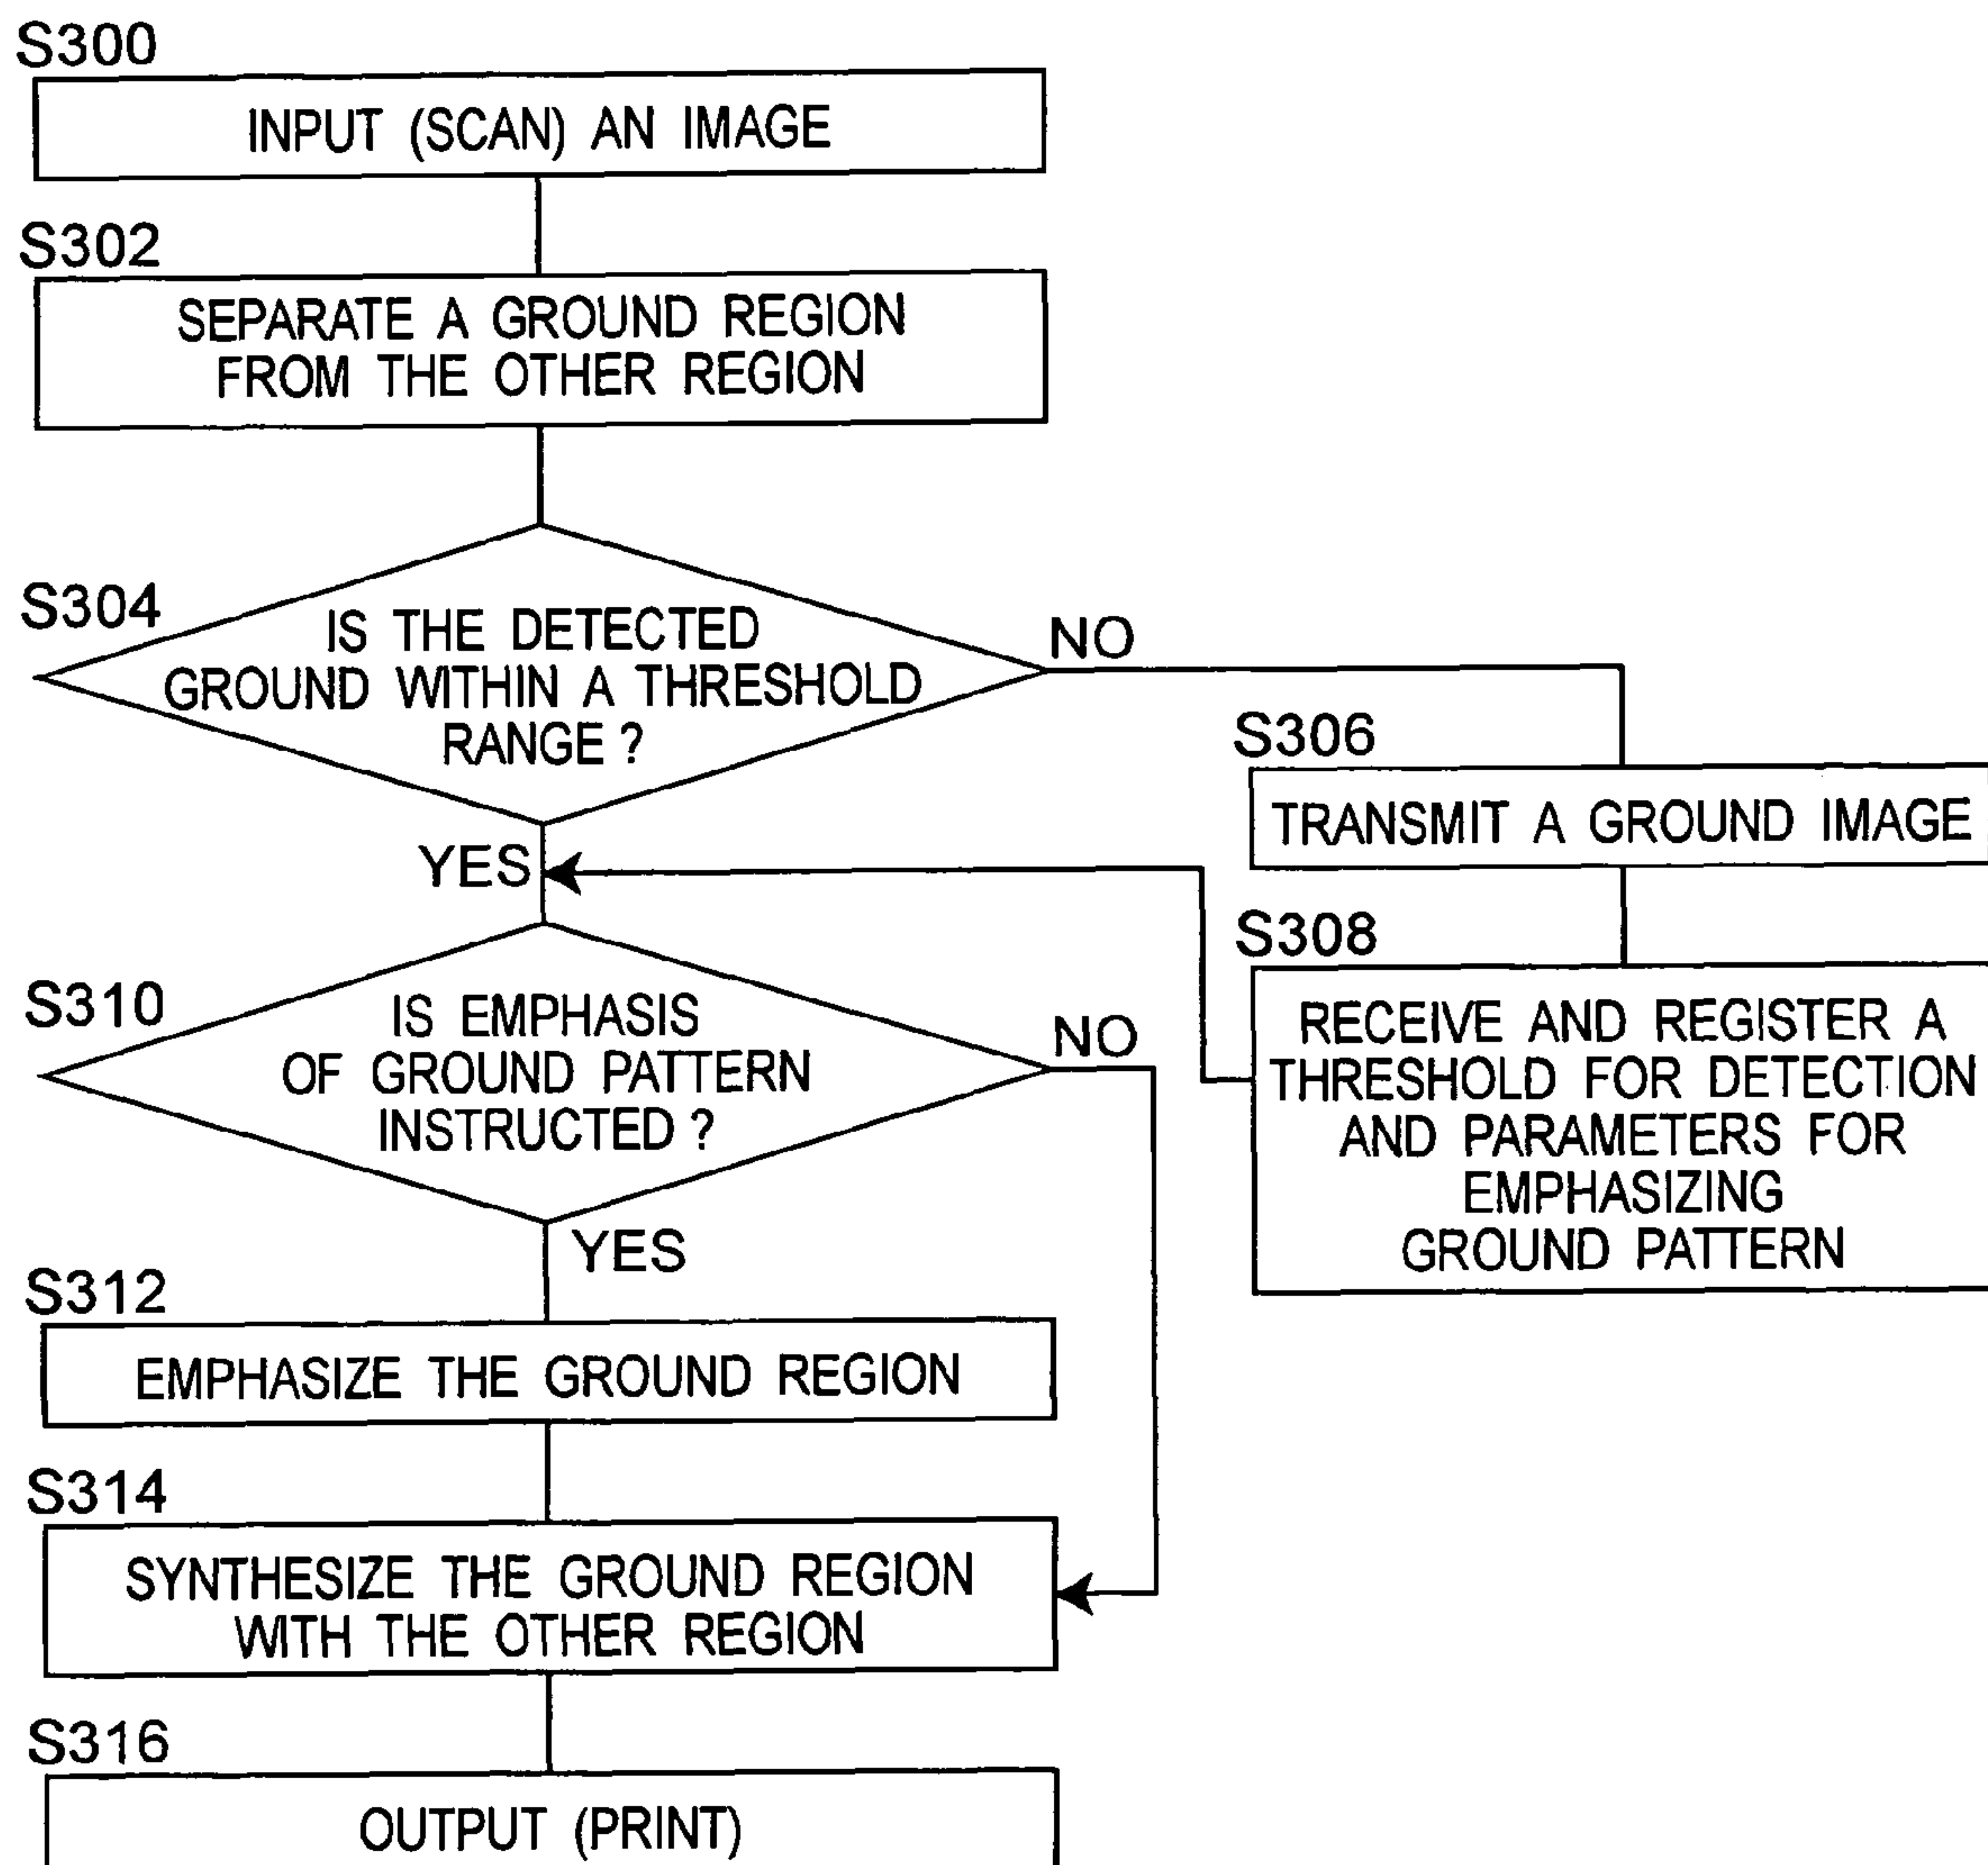 S300
INPUT (SCAN) AN IMAGE
S302
SEPARATE A GROUND REGION
FROM THE OTHER REGION
S304
IS THE DETECTED
GROUND WITHIN A THRESHOLD
RANGE ?
NO
YES
S306
TRANSMIT A GROUND IMAGE
S308
RECEIVE AND REGISTER A
THRESHOLD FOR DETECTION
AND PARAMETERS FOR
EMPHASIZING
GROUND PATTERN
S310
IS EMPHASIS
OF GROUND PATTERN
INSTRUCTED ?
NO
YES
S312
EMPHASIZE THE GROUND REGION
S314
SYNTHESIZE THE GROUND REGION
WITH THE OTHER REGION
S316
OUTPUT (PRINT)